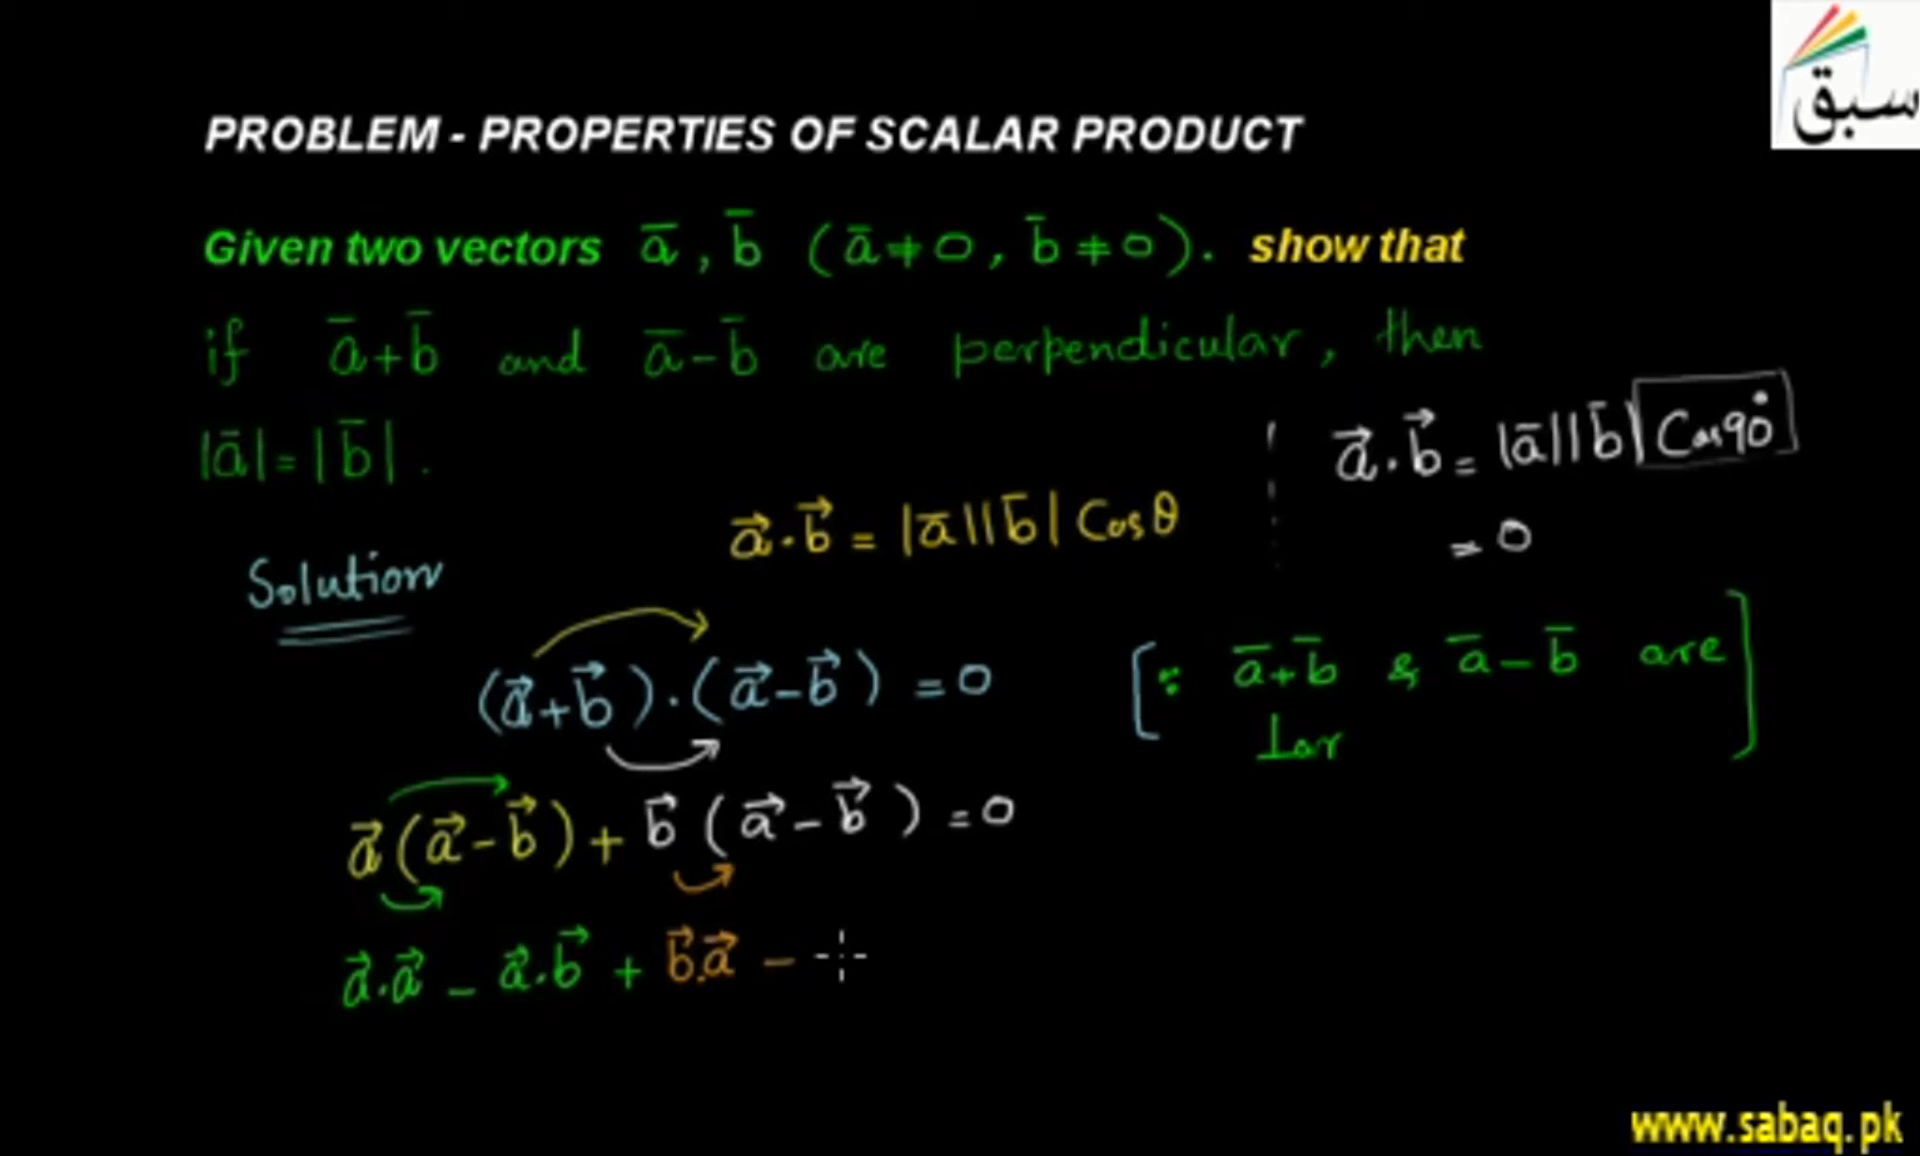 سبق
PROBLEM - PROPERTIES OF SCALAR PRODUCT
Given two vectors a̅ , b̅ ( a̅ ≠ 0 , b̅ ≠ 0 ) . show that
if a̅ + b̅ and a̅ - b̅ are perpendicular , then
|a̅| = |b̅| .
a⃗ . b⃗ = |a̅||b̅| Cos90°
= 0
a⃗ . b⃗ = |a̅||b̅| Cosθ
Solution
(a⃗ + b⃗) . (a⃗ - b⃗) = 0 [ ∵ a̅ + b̅ & a̅ - b̅ are
⊥ar ]
a⃗ (a⃗ - b⃗) + b⃗ (a⃗ - b⃗) = 0
a⃗ . a⃗ - a⃗ . b⃗ + b⃗ . a⃗ -
www.sabaq.pk